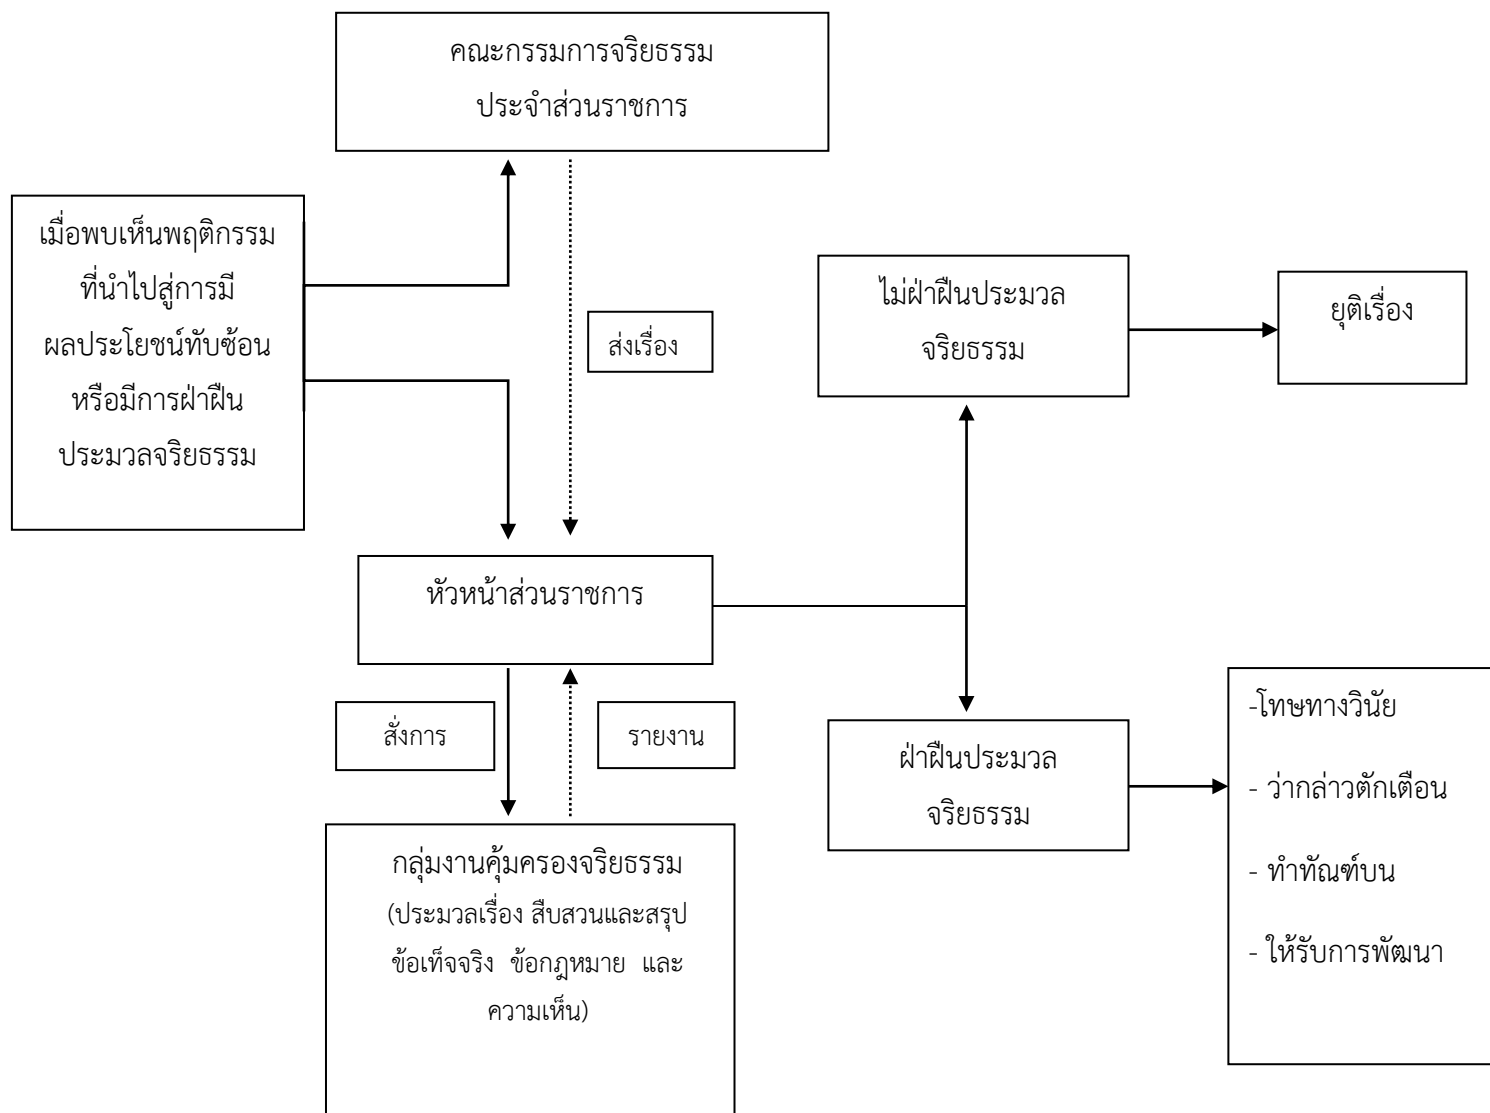 คณะกรรมการจริยธรรม
ประจำส่วนราชการ
เมื่อพบเห็นพฤติกรรม
ที่นำไปสู่การมี
ผลประโยชน์ทับซ้อน
หรือมีการฝ่าฝืน
ประมวลจริยธรรม
ส่งเรื่อง
ไม่ฝ่าฝืนประมวล
จริยธรรม
ยุติเรื่อง
หัวหน้าส่วนราชการ
สั่งการ
รายงาน
ฝ่าฝืนประมวล
จริยธรรม
-โทษทางวินัย
- ว่ากล่าวตักเตือน
- ทำทัณฑ์บน
- ให้รับการพัฒนา
กลุ่มงานคุ้มครองจริยธรรม
(ประมวลเรื่อง สืบสวนและสรุป
ข้อเท็จจริง ข้อกฎหมาย และ
ความเห็น)